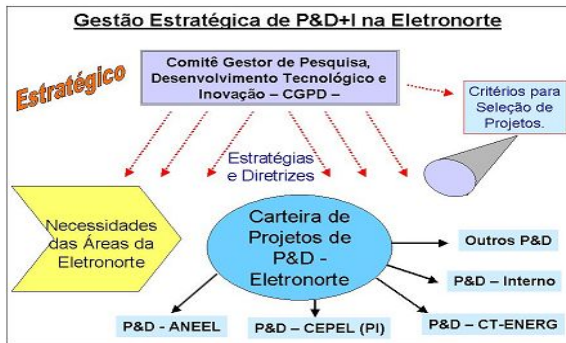 Gestão Estratégica de P&D+I na Eletronorte
Estratégico
Comitê Gestor de Pesquisa,
Desenvolvimento Tecnológico e
Inovação – CGPD –
Critérios para
Seleção de
Projetos.
Estratégias
e Diretrizes
Necessidades
das Áreas da
Eletronorte
Carteira de
Projetos de
P&D -
Eletronorte
Outros P&D
P&D – Interno
P&D - ANEEL
P&D – CEPEL (PI)
P&D – CT-ENERG